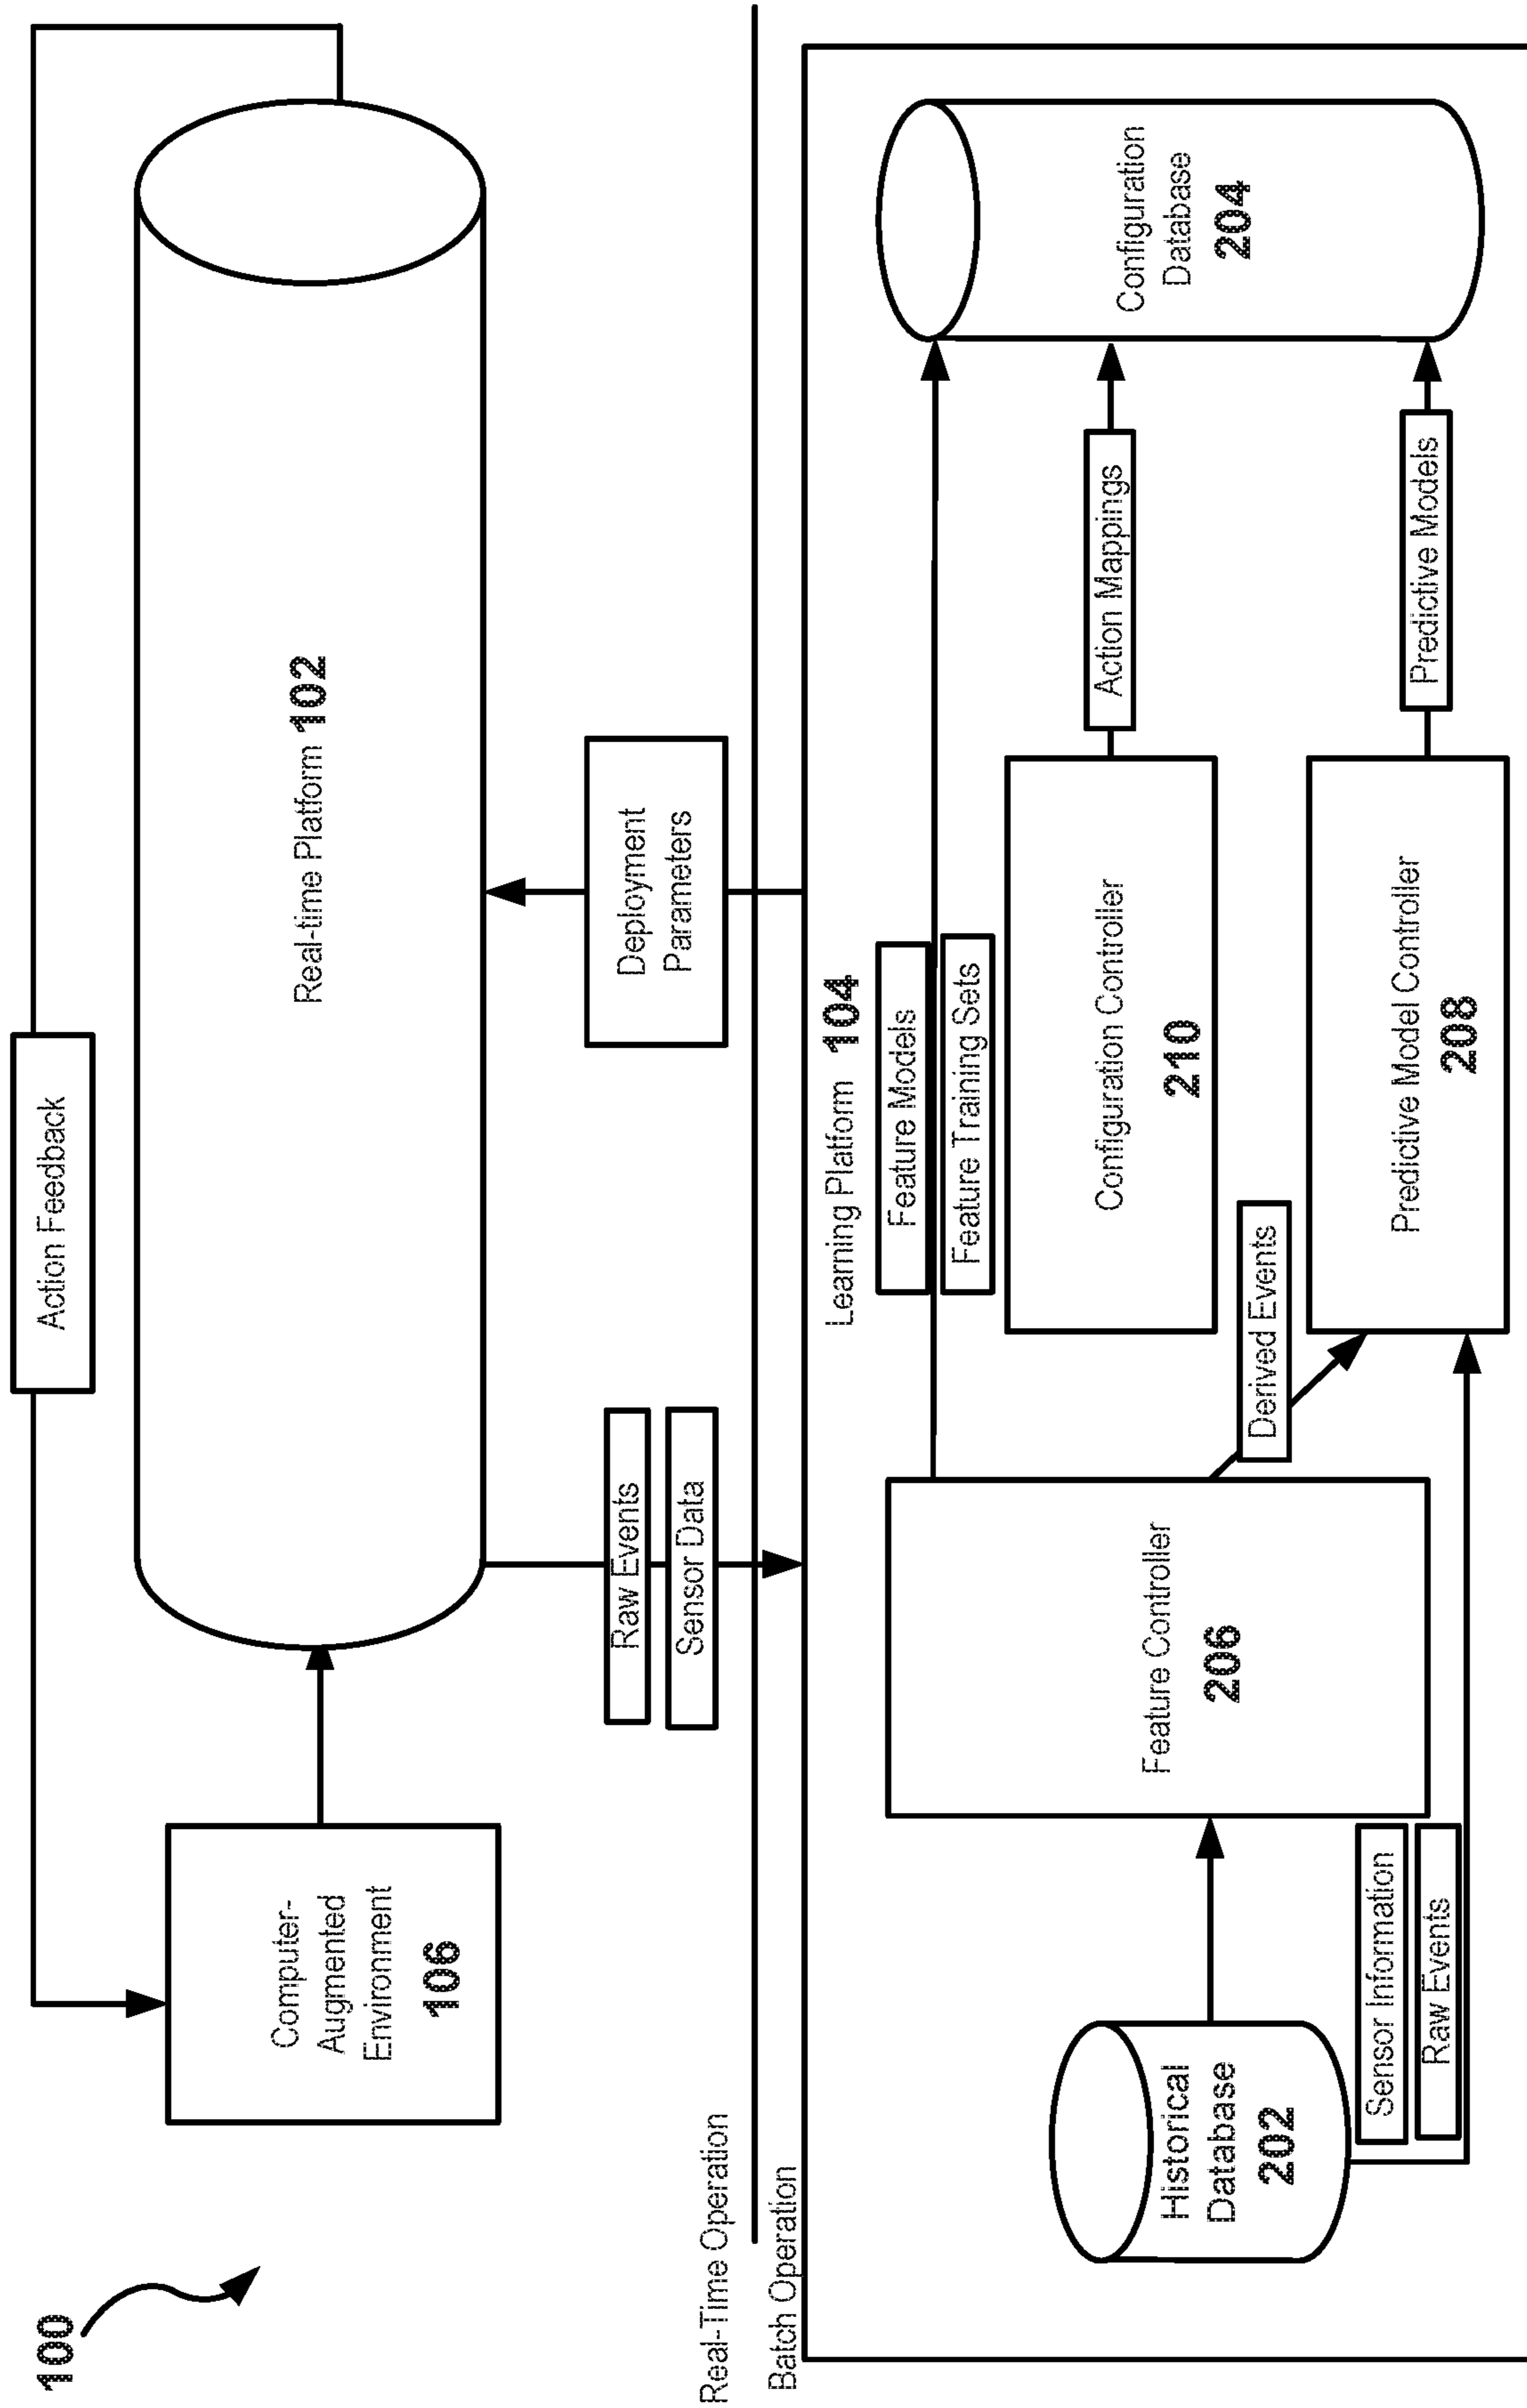 100
Action Feedback
Computer-
Augmented
Environment
106
Real-time Platform 102
Raw Events
Sensor Data
Deployment
Parameters
Real-Time Operation
Batch Operation
Learning Platform 104
Feature Models
Feature Training Sets
Historical
Database
202
Feature Controller
206
Configuration Controller
210
Action Mappings
Configuration
Database
204
Derived Events
Sensor Information
Raw Events
Predictive Model Controller
208
Predictive Models